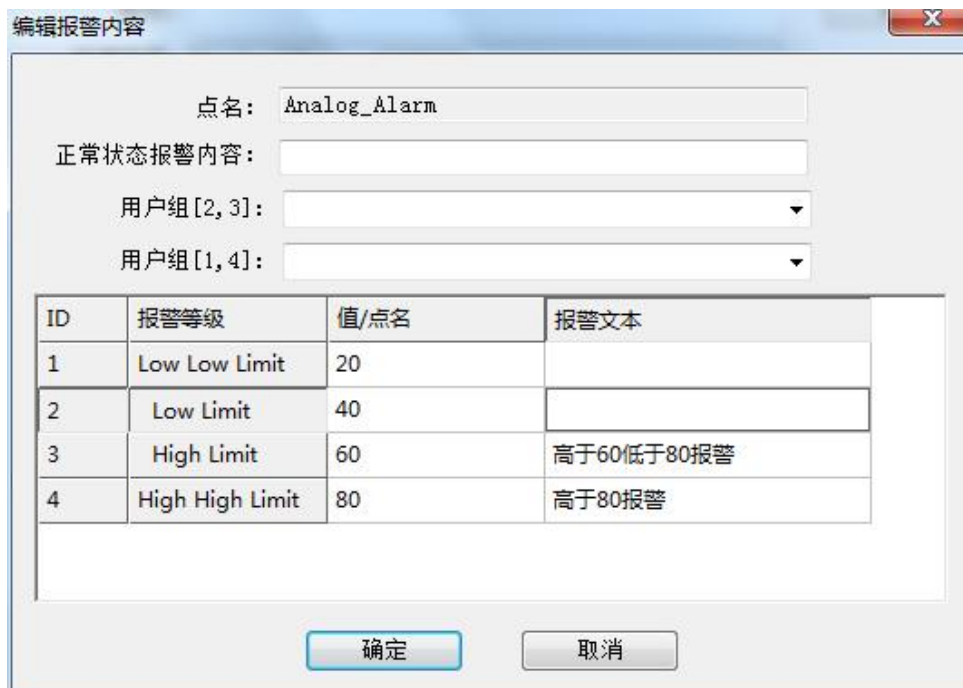 编辑报警内容
点名： Analog_Alarm
正常状态报警内容：
用户组[2,3]：
用户组[1,4]：
ID 报警等级 值/点名 报警文本
1 Low Low Limit 20
2 Low Limit 40
3 High Limit 60 高于60低于80报警
4 High High Limit 80 高于80报警
确定 取消